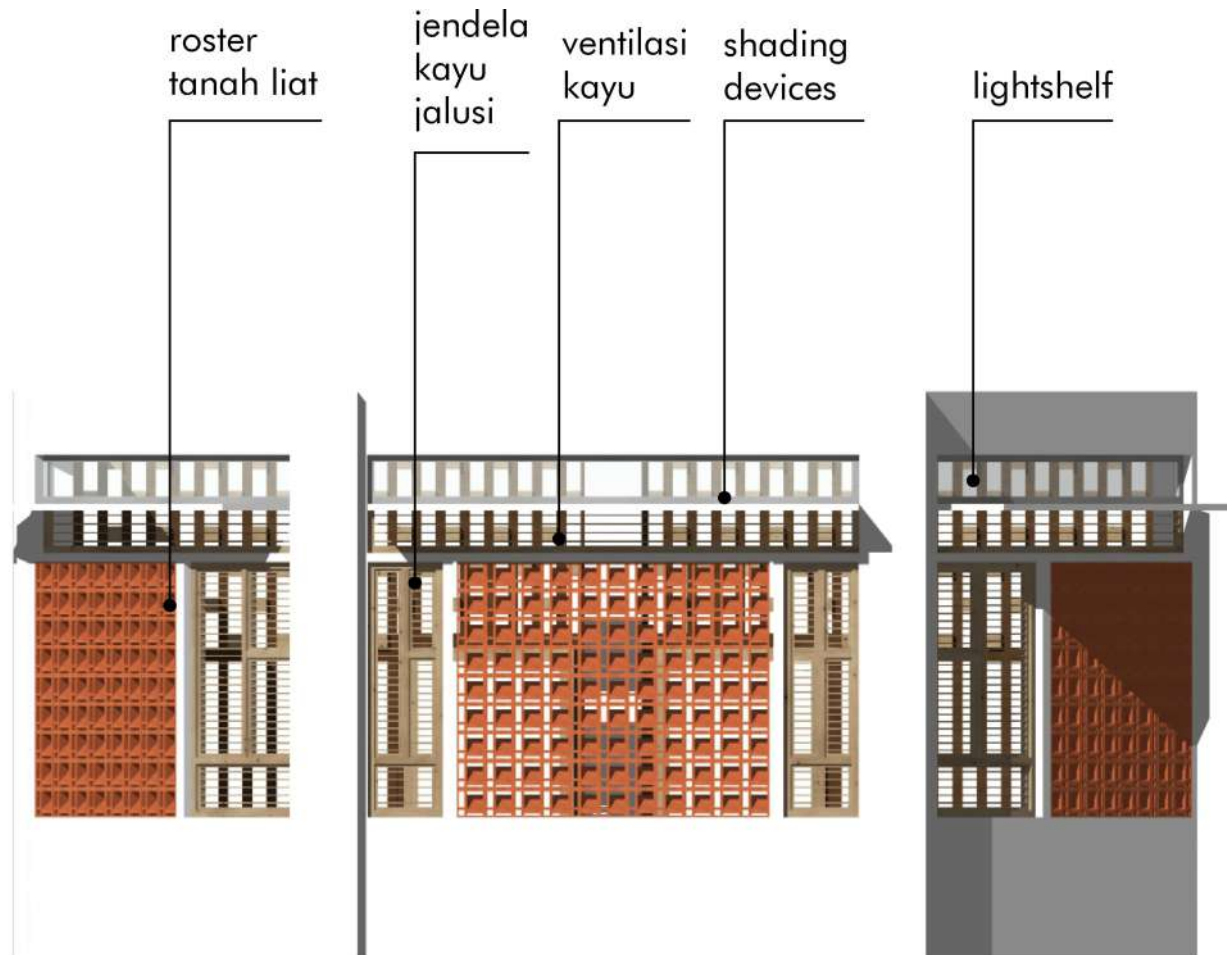 roster
tanah liat
jendela
kayu
jalusi
ventilasi
kayu
shading
devices
lightshelf